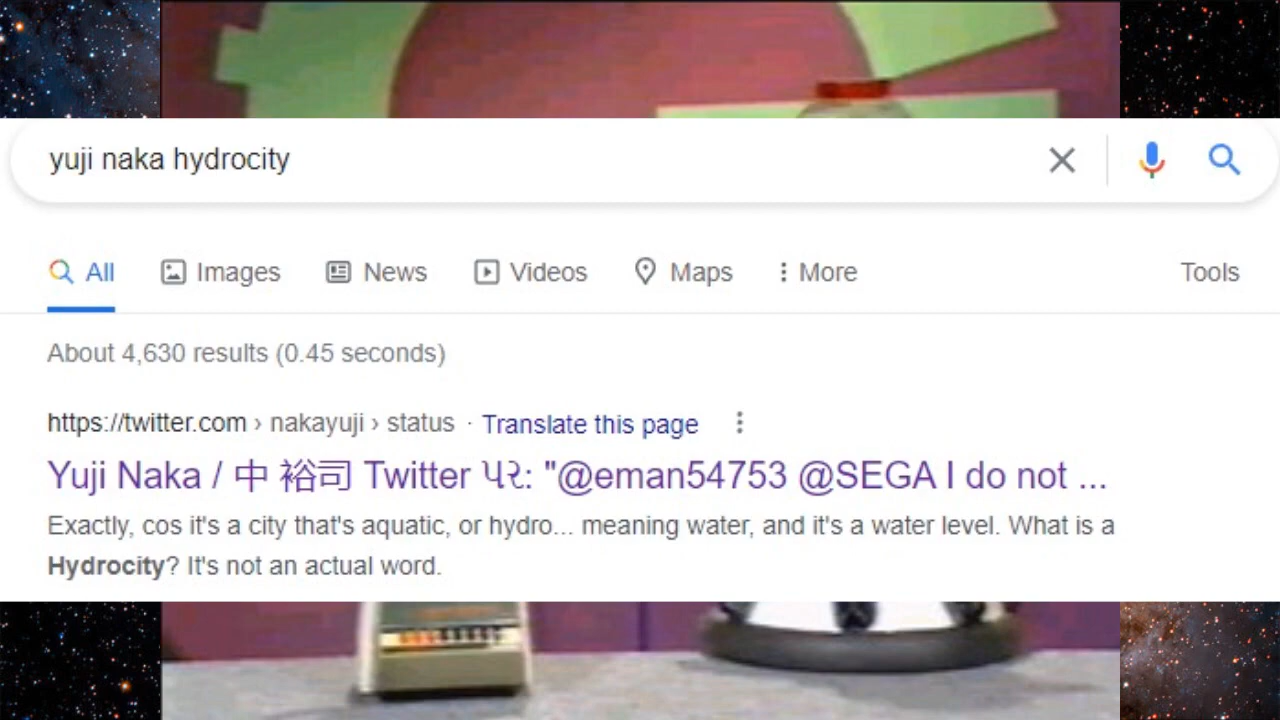 yuji naka hydrocity
All Images News Videos Maps More Tools
About 4,630 results (0.45 seconds)
https://twitter.com › nakayuji › status · Translate this page
Yuji Naka / 中 裕司 Twitter પર: "@eman54753 @SEGA I do not ...
Exactly, cos it's a city that's aquatic, or hydro... meaning water, and it's a water level. What is a
Hydrocity? It's not an actual word.